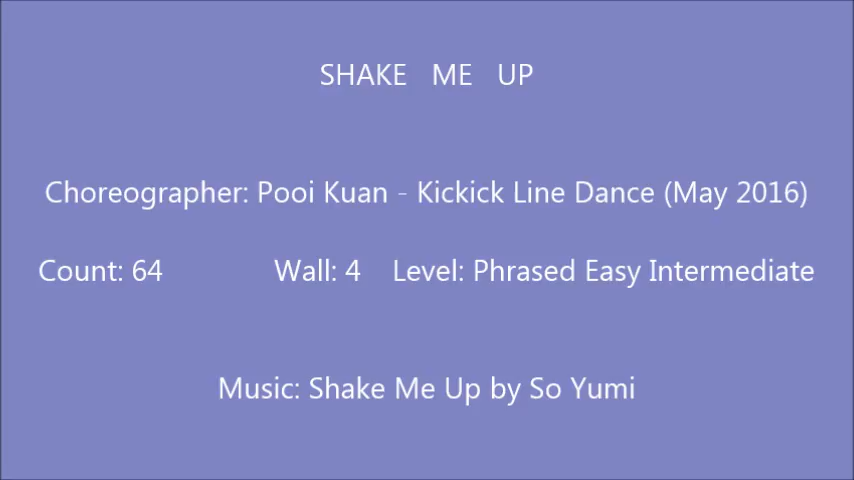 SHAKE ME UP
Choreographer: Pooi Kuan - Kickick Line Dance (May 2016)
Count: 64 Wall: 4 Level: Phrased Easy Intermediate
Music: Shake Me Up by So Yumi